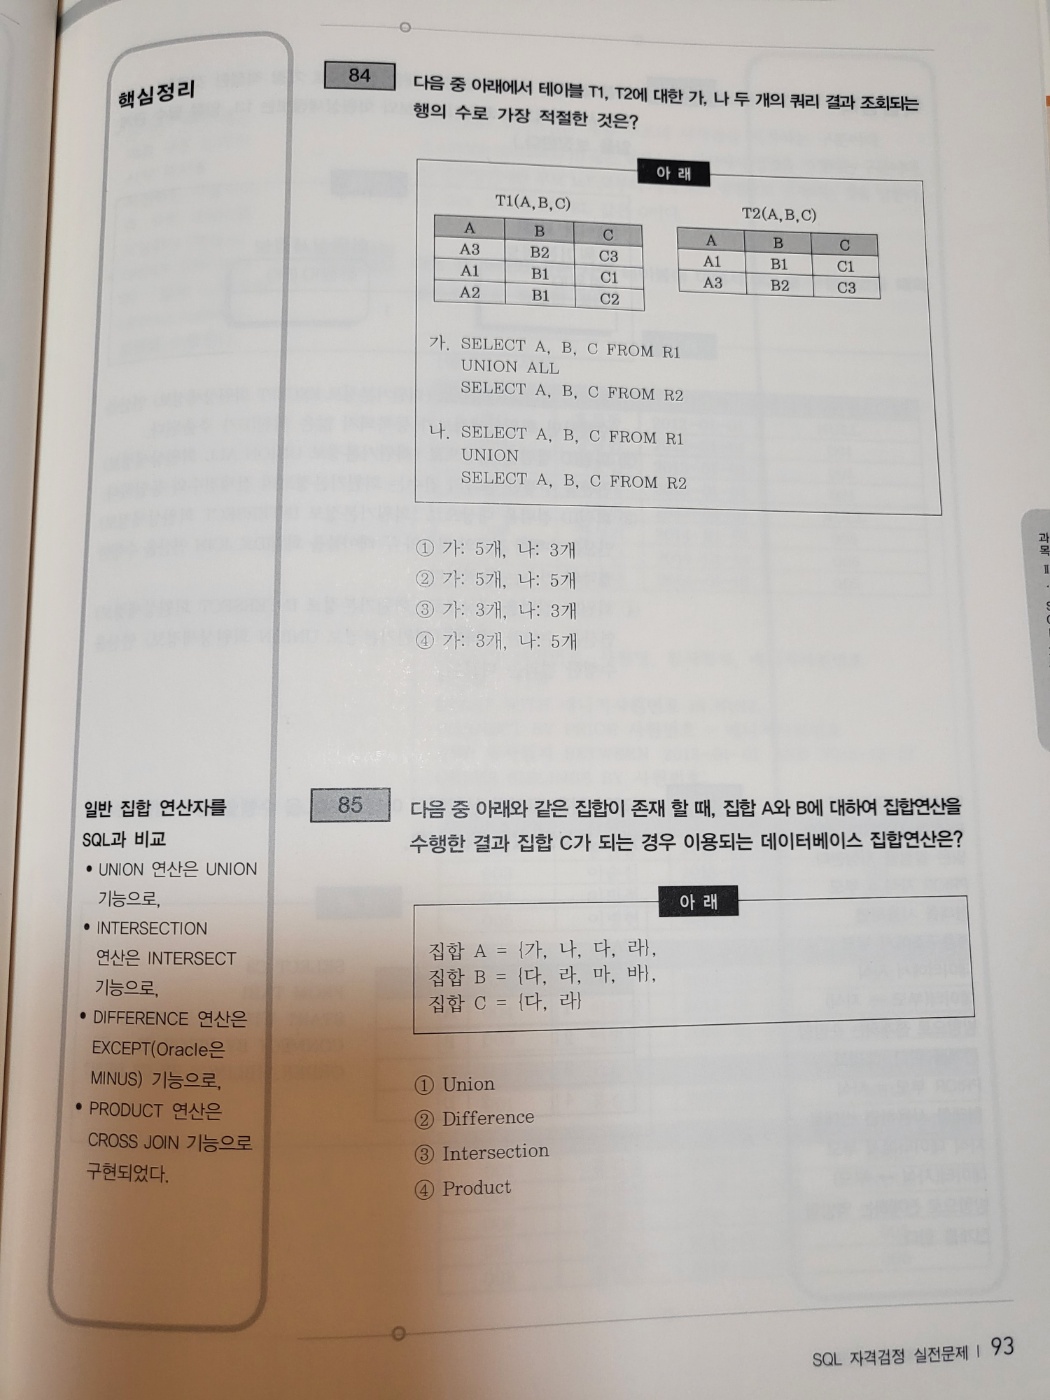 핵심정리
84
다음 중 아래에서 테이블 T1, T2에 대한 가, 나 두 개의 쿼리 결과 조회되는
행의 수로 가장 적절한 것은?
아 래
T1(A,B,C)
A B C
A3 B2 C3
A1 B1 C1
A2 B1 C2
T2(A,B,C)
A B C
A1 B1 C1
A3 B2 C3
가. SELECT A, B, C FROM R1
UNION ALL
SELECT A, B, C FROM R2
나. SELECT A, B, C FROM R1
UNION
SELECT A, B, C FROM R2
① 가: 5개, 나: 3개
② 가: 5개, 나: 5개
③ 가: 3개, 나: 3개
④ 가: 3개, 나: 5개
일반 집합 연산자를
SQL과 비교
• UNION 연산은 UNION
기능으로,
• INTERSECTION
연산은 INTERSECT
기능으로,
• DIFFERENCE 연산은
EXCEPT(Oracle은
MINUS) 기능으로,
• PRODUCT 연산은
CROSS JOIN 기능으로
구현되었다.
85
다음 중 아래와 같은 집합이 존재 할 때, 집합 A와 B에 대하여 집합연산을
수행한 결과 집합 C가 되는 경우 이용되는 데이터베이스 집합연산은?
아 래
집합 A = {가, 나, 다, 라},
집합 B = {다, 라, 마, 바},
집합 C = {다, 라}
① Union
② Difference
③ Intersection
④ Product
과
목
Ⅱ
SQL 자격검정 실전문제 | 93